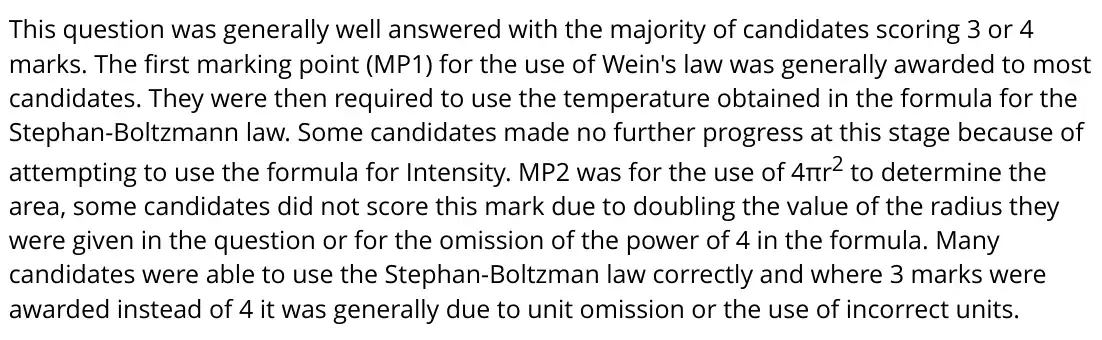 This question was generally well answered with the majority of candidates scoring 3 or 4
marks. The first marking point (MP1) for the use of Wein's law was generally awarded to most
candidates. They were then required to use the temperature obtained in the formula for the
Stephan-Boltzmann law. Some candidates made no further progress at this stage because of
attempting to use the formula for Intensity. MP2 was for the use of 4πr² to determine the
area, some candidates did not score this mark due to doubling the value of the radius they
were given in the question or for the omission of the power of 4 in the formula. Many
candidates were able to use the Stephan-Boltzman law correctly and where 3 marks were
awarded instead of 4 it was generally due to unit omission or the use of incorrect units.